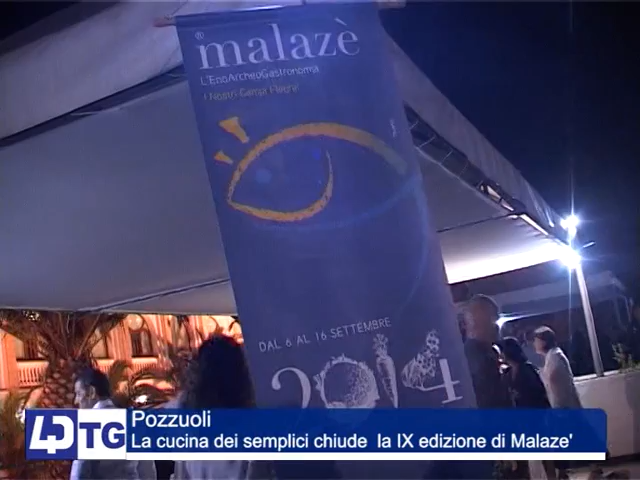 ®
malazè
L'EnoArcheoGastronomia
i Nostri Campi Flegrei
DAL 6 AL 16 SETTEMBRE
2014
TG
Pozzuoli
La cucina dei semplici chiude la IX edizione di Malaze'